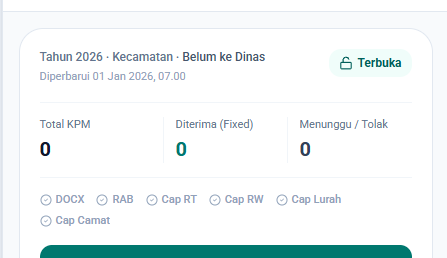 Tahun 2026 · Kecamatan · Belum ke Dinas
Diperbarui 01 Jan 2026, 07.00
Terbuka
Total KPM
Diterima (Fixed)
Menunggu / Tolak
0
0
0
DOCX RAB Cap RT Cap RW Cap Lurah
Cap Camat